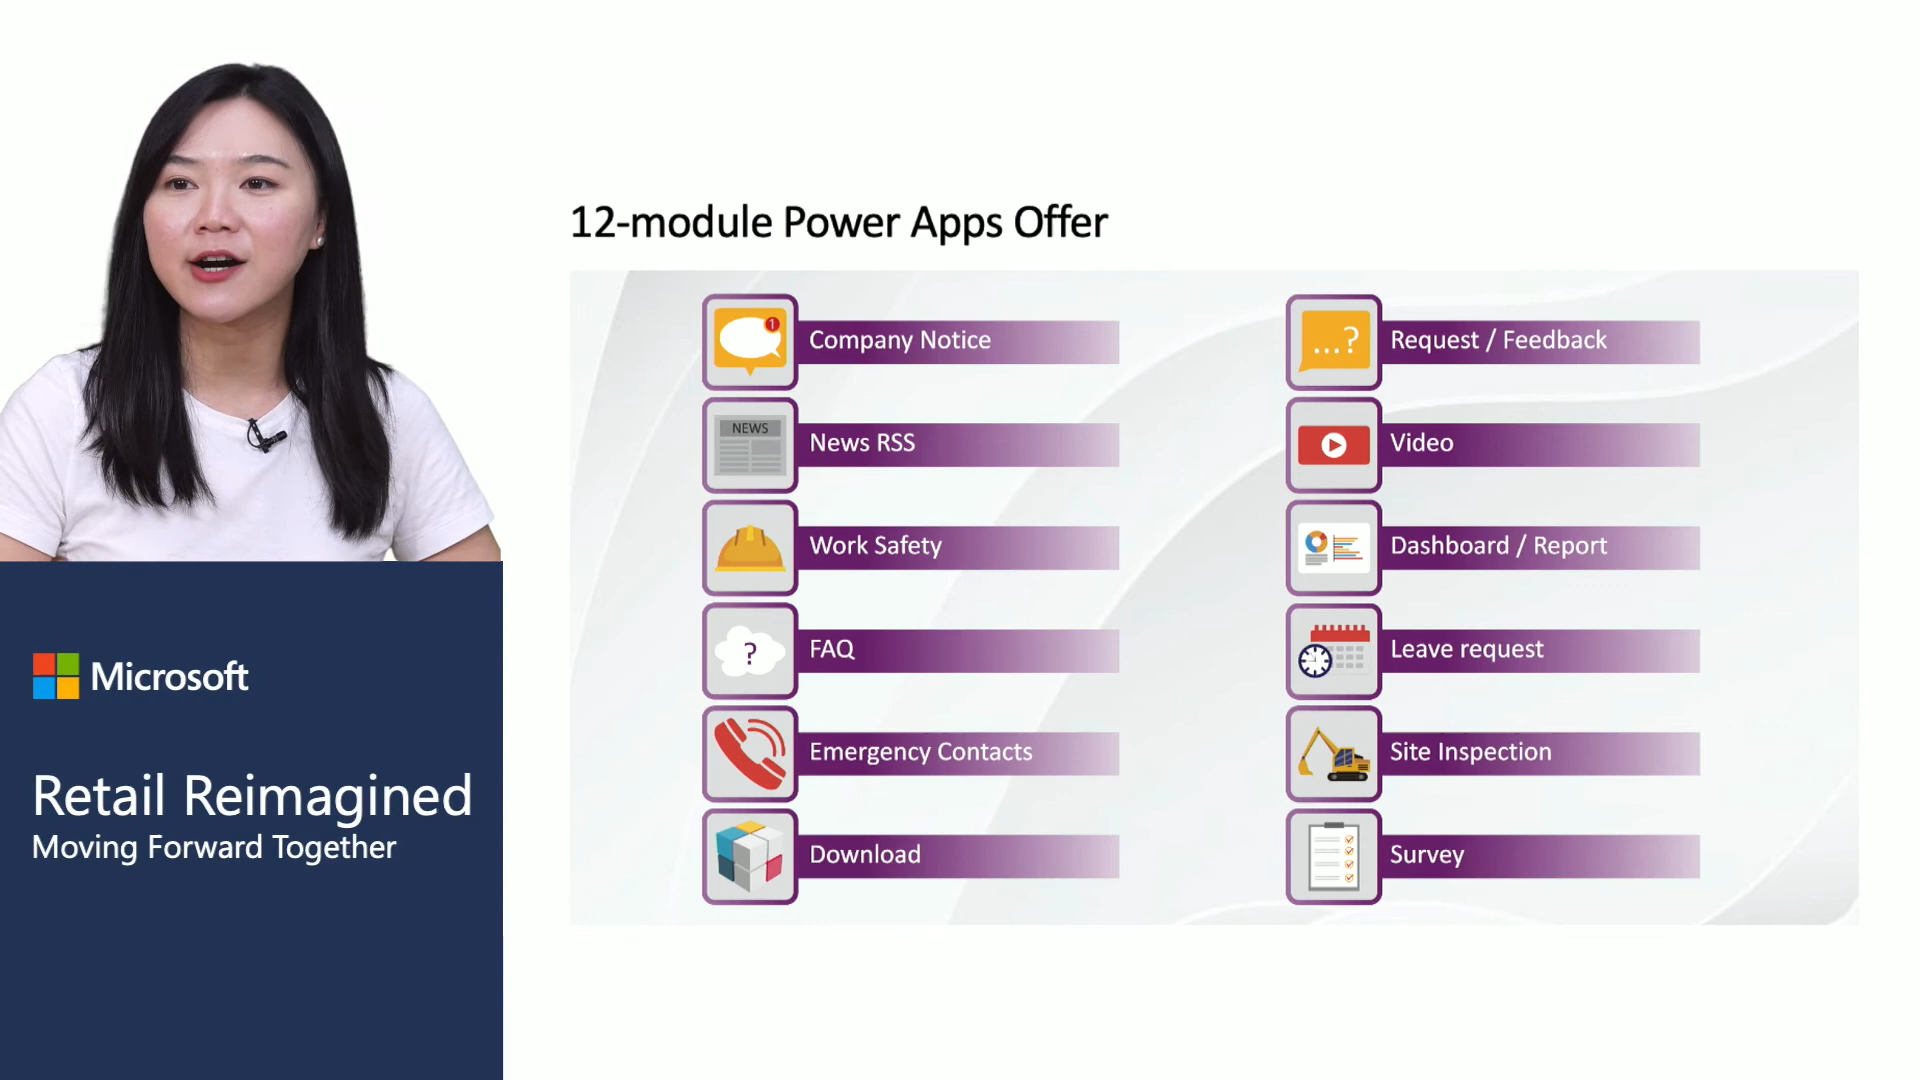 12-module Power Apps Offer
1
Company Notice
NEWS
News RSS
Work Safety
?
FAQ
Emergency Contacts
Download
...?
Request / Feedback
Video
Dashboard / Report
Leave request
Site Inspection
Survey
Microsoft
Retail Reimagined
Moving Forward Together